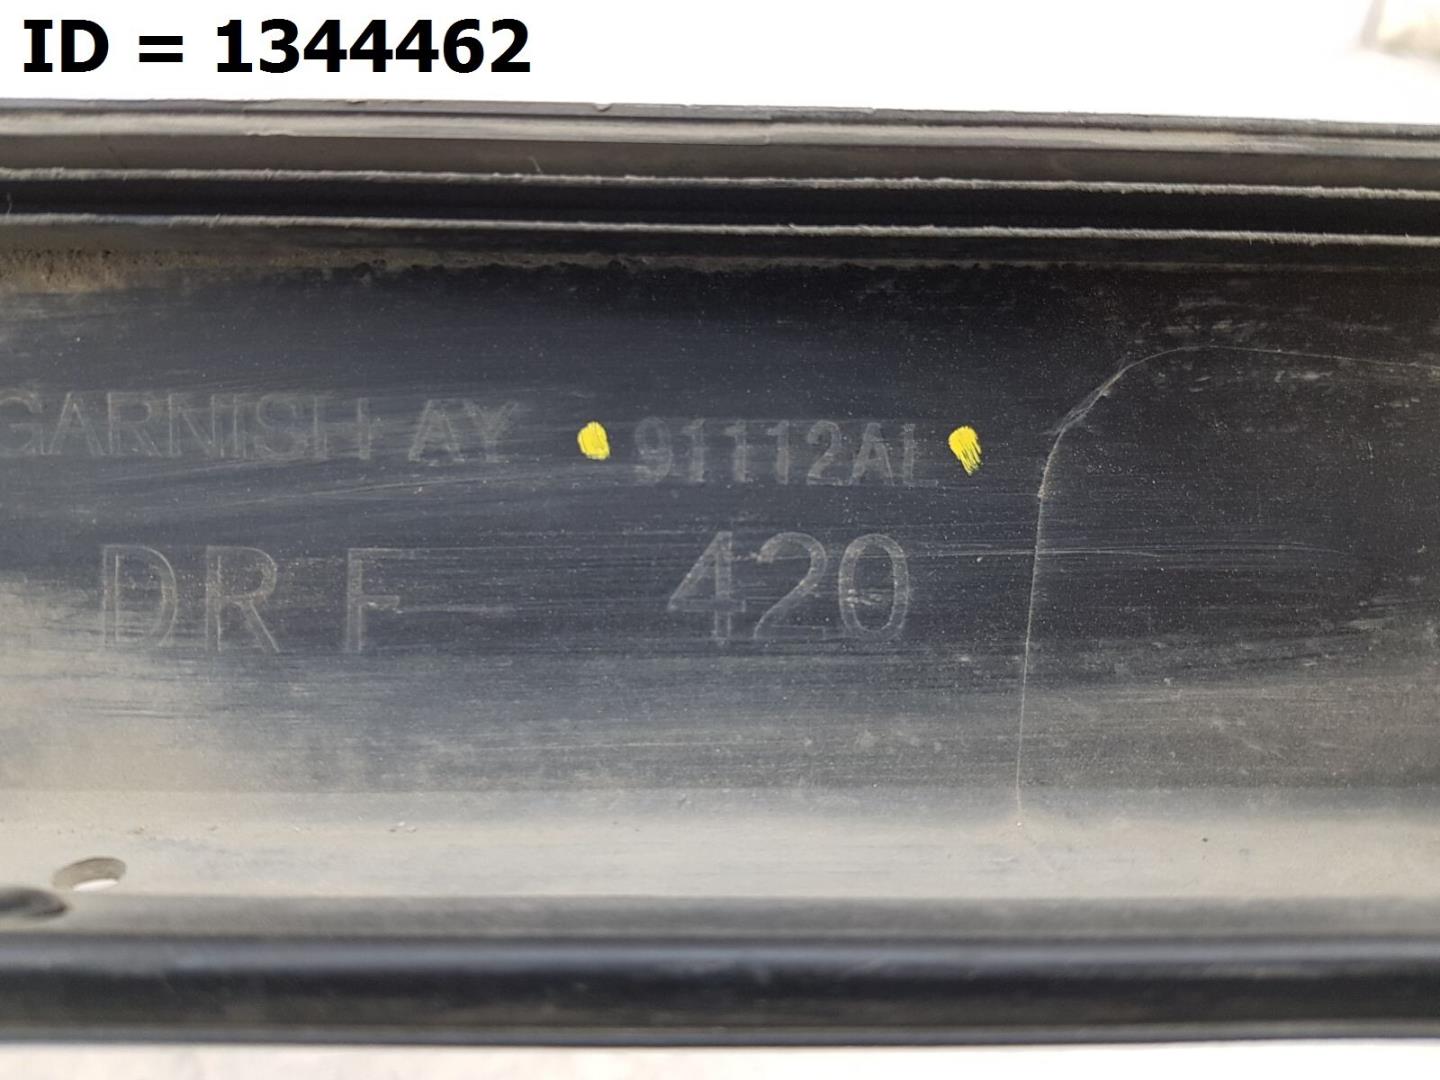 ID = 1344462
GARNISH AY 91112AL
DR F 420